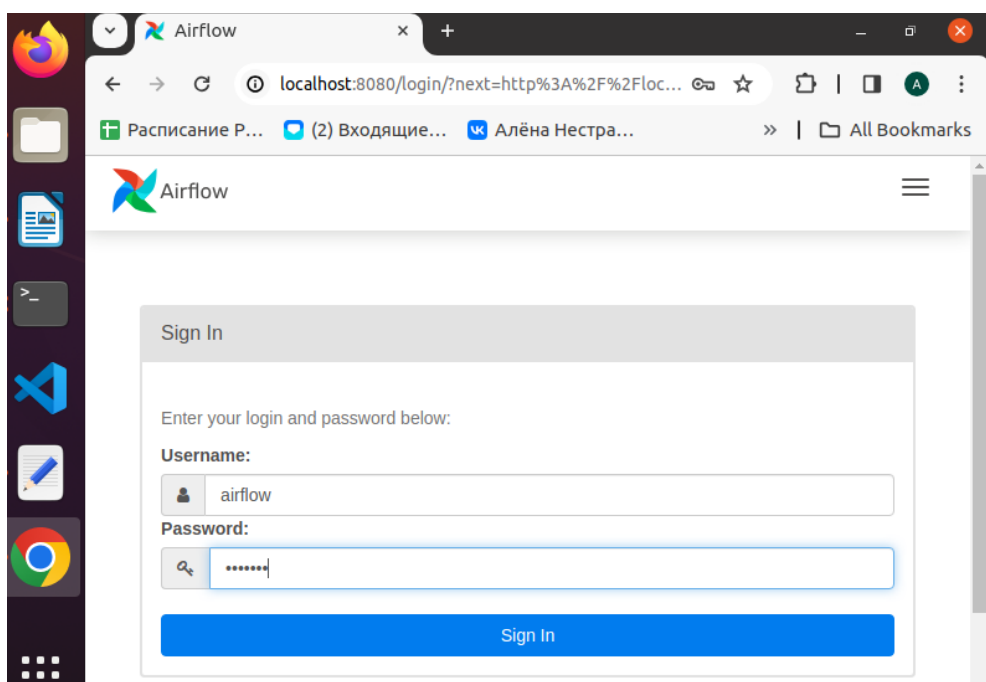 Airflow
localhost:8080/login/?next=http%3A%2F%2Floc...
A
Расписание Р... (2) Входящие... Алёна Нестра... » All Bookmarks
Airflow
Sign In
Enter your login and password below:
Username:
airflow
Password:
•••••••
Sign In